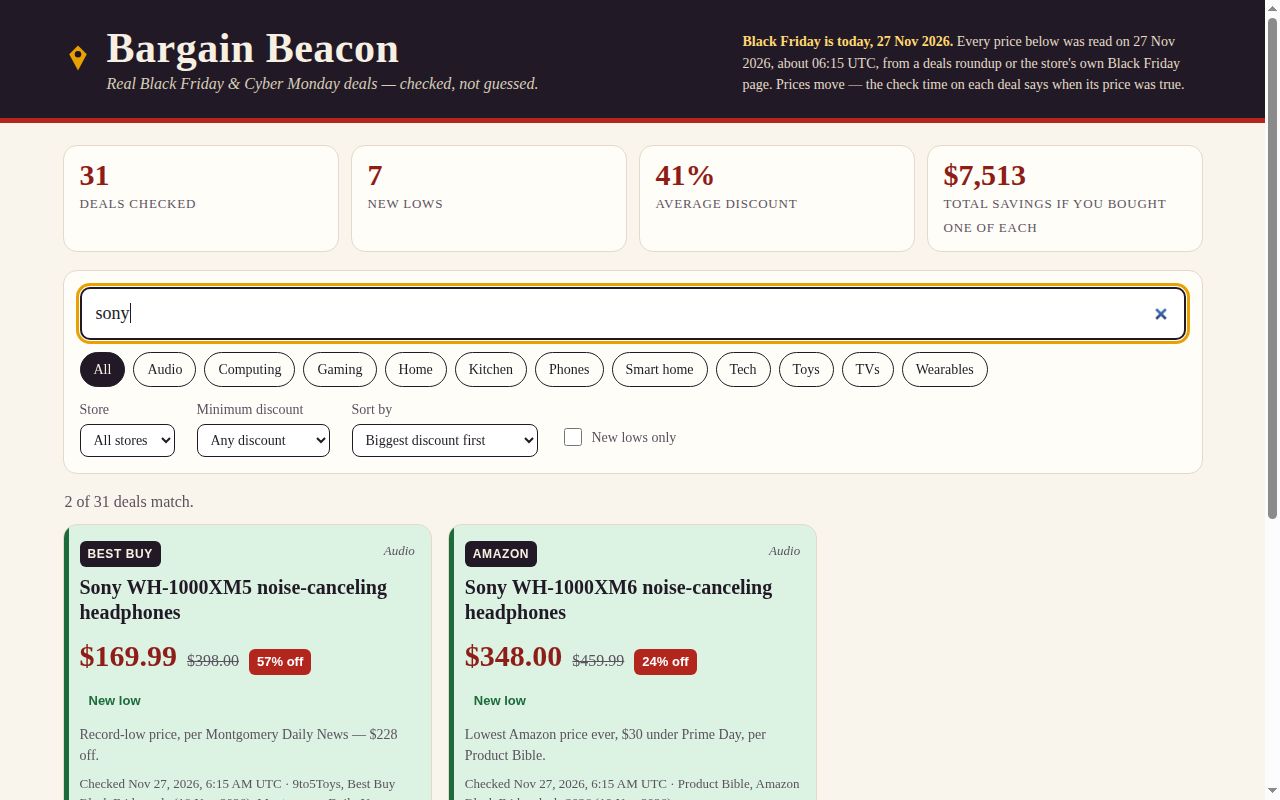 Bargain Beacon
Real Black Friday & Cyber Monday deals — checked, not guessed.
Black Friday is today, 27 Nov 2026. Every price below was read on 27 Nov
2026, about 06:15 UTC, from a deals roundup or the store's own Black Friday
page. Prices move — the check time on each deal says when its price was true.
31
DEALS CHECKED
7
NEW LOWS
41%
AVERAGE DISCOUNT
$7,513
TOTAL SAVINGS IF YOU BOUGHT
ONE OF EACH
sony
All Audio Computing Gaming Home Kitchen Phones Smart home Tech Toys TVs Wearables
Store
All stores
Minimum discount
Any discount
Sort by
Biggest discount first
New lows only
2 of 31 deals match.
BEST BUY
Audio
Sony WH-1000XM5 noise-canceling
headphones
$169.99 $398.00 57% off
New low
Record-low price, per Montgomery Daily News — $228
off.
Checked Nov 27, 2026, 6:15 AM UTC · 9to5Toys, Best Buy
AMAZON
Audio
Sony WH-1000XM6 noise-canceling
headphones
$348.00 $459.99 24% off
New low
Lowest Amazon price ever, $30 under Prime Day, per
Product Bible.
Checked Nov 27, 2026, 6:15 AM UTC · Product Bible, Amazon